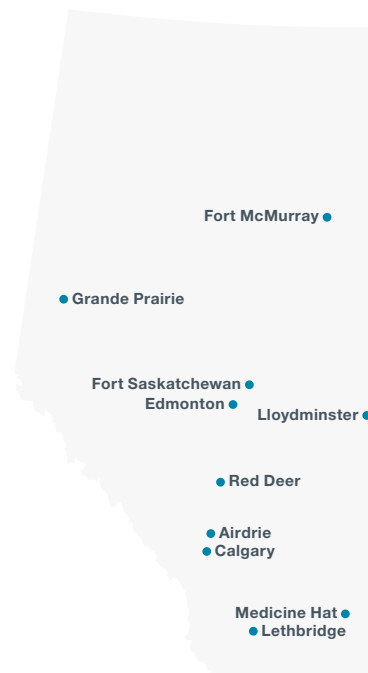 Fort McMurray
Grande Prairie
Fort Saskatchewan
Edmonton
Lloydminster
Red Deer
Airdrie
Calgary
Medicine Hat
Lethbridge